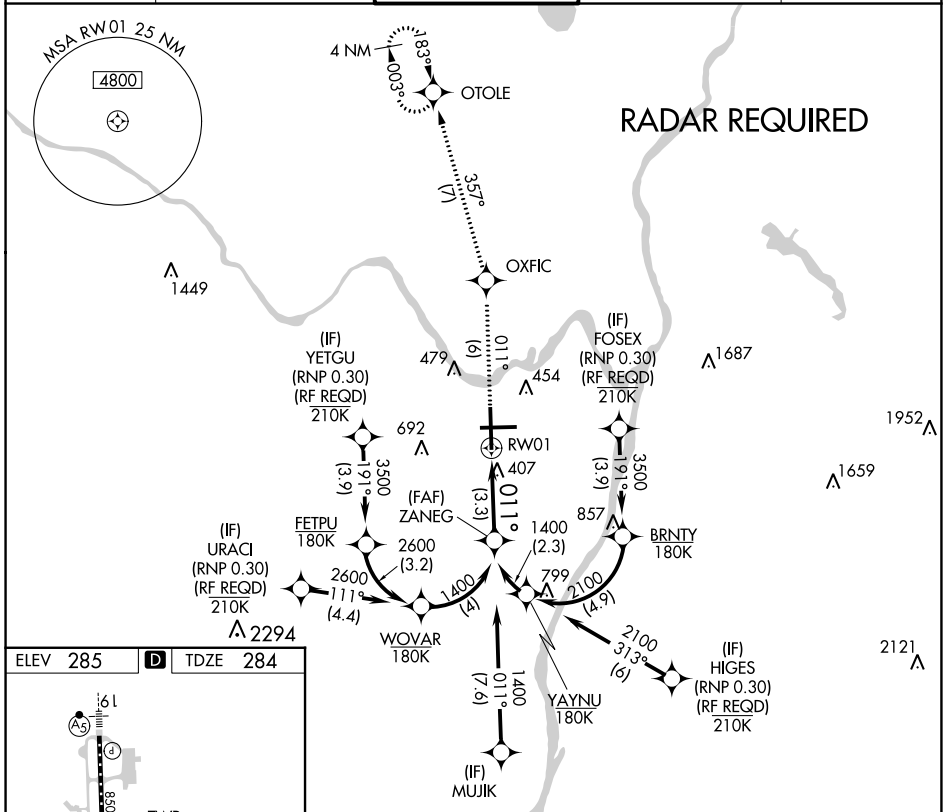 MSA RW01 25 NM
4800
4 NM
183°
003°
OTOLE
RADAR REQUIRED
357°
(7)
OXFIC
1449
011°
(6)
(IF)
YETGU
(RNP 0.30)
(RF REQD)
210K
479
454
(IF)
FOSEX
(RNP 0.30)
(RF REQD)
210K
1687
1952
692
RW01
407
3500
191°
(3.9)
3500
191°
(3.9)
1659
(FAF)
ZANEG
011°
(3.3)
857
FETPU
180K
BRNTY
180K
1400
(2.3)
2600
(3.2)
(IF)
URACI
(RNP 0.30)
(RF REQD)
210K
2600
111°
(4.4)
1400
(4)
799
2100
(4.9)
2294
WOVAR
180K
2100
313°
(6)
2121
1400
011°
(7.6)
YAYNU
180K
(IF)
HIGES
(RNP 0.30)
(RF REQD)
210K
(IF)
MUJIK
ELEV 285
D
TDZE 284
19
A5
P
850